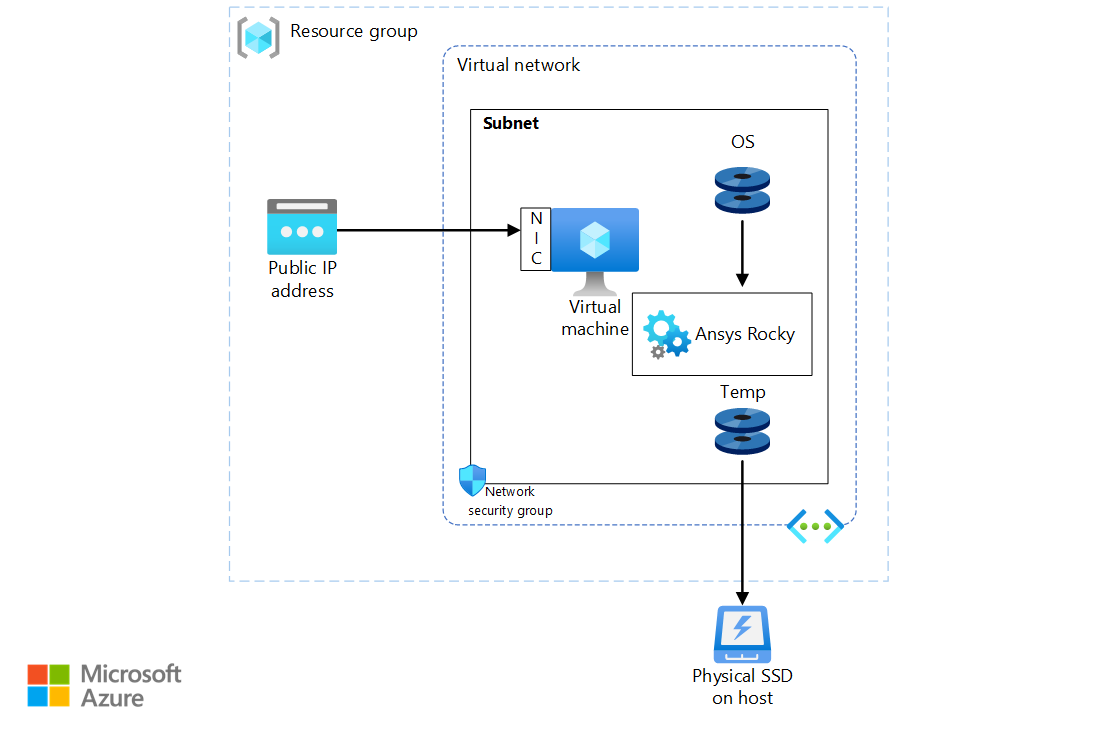 Resource group
Virtual network
Subnet
OS
N
I
C
Public IP
address
Virtual
machine
Ansys Rocky
Temp
Network
security group
Physical SSD
on host
Microsoft
Azure